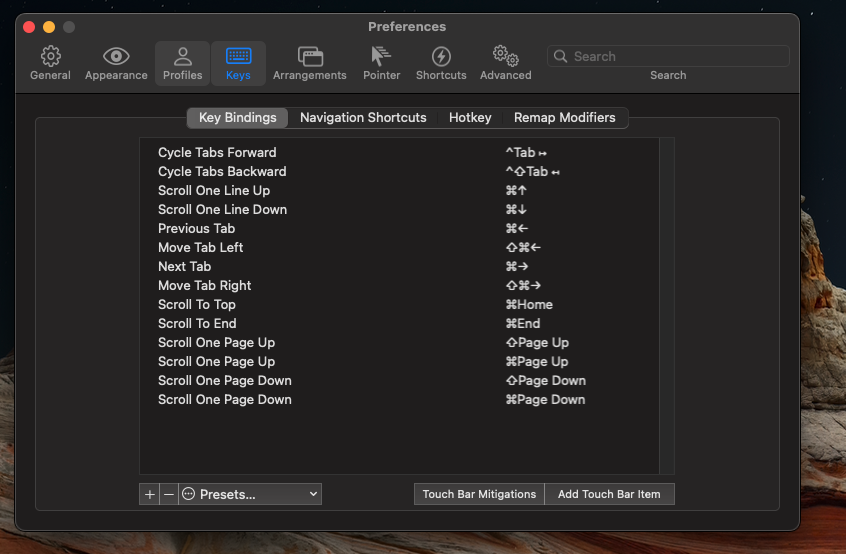 Preferences
General Appearance Profiles Keys Arrangements Pointer Shortcuts Advanced Search
Search
Key Bindings Navigation Shortcuts Hotkey Remap Modifiers
Cycle Tabs Forward ^Tab ↦
Cycle Tabs Backward ^⇧Tab ↤
Scroll One Line Up ⌘↑
Scroll One Line Down ⌘↓
Previous Tab ⌘←
Move Tab Left ⇧⌘←
Next Tab ⌘→
Move Tab Right ⇧⌘→
Scroll To Top ⌘Home
Scroll To End ⌘End
Scroll One Page Up ⇧Page Up
Scroll One Page Up ⌘Page Up
Scroll One Page Down ⇧Page Down
Scroll One Page Down ⌘Page Down
+ − Presets... Touch Bar Mitigations Add Touch Bar Item